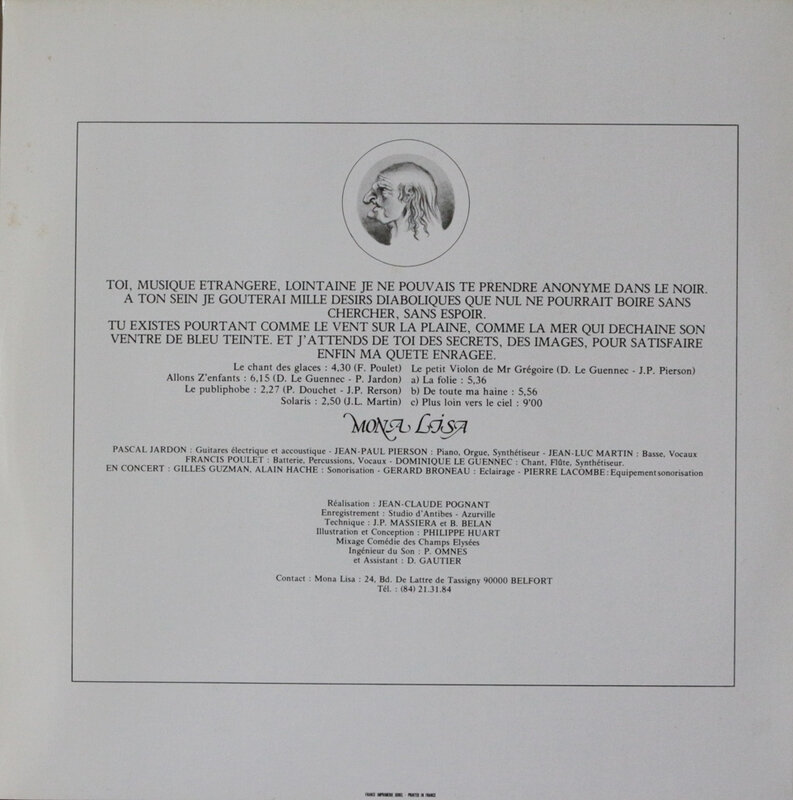 TOI, MUSIQUE ETRANGERE, LOINTAINE JE NE POUVAIS TE PRENDRE ANONYME DANS LE NOIR.
A TON SEIN JE GOUTERAI MILLE DESIRS DIABOLIQUES QUE NUL NE POURRAIT BOIRE SANS
CHERCHER, SANS ESPOIR.
TU EXISTES POURTANT COMME LE VENT SUR LA PLAINE, COMME LA MER QUI DECHAINE SON
VENTRE DE BLEU TEINTE. ET J'ATTENDS DE TOI DES SECRETS, DES IMAGES, POUR SATISFAIRE
ENFIN MA QUETE ENRAGEE.
Le chant des glaces : 4,30 (F. Poulet)
Allons Z'enfants : 6,15 (D. Le Guennec - P. Jardon)
Le publiphobe : 2,27 (P. Douchet - J.P. Rerson)
Solaris : 2,50 (J.L. Martin)
Le petit Violon de Mr Grégoire (D. Le Guennec - J.P. Pierson)
a) La folie : 5,36
b) De toute ma haine : 5,56
c) Plus loin vers le ciel : 9'00
MONA LISA
PASCAL JARDON : Guitares électrique et accoustique - JEAN-PAUL PIERSON : Piano, Orgue, Synthétiseur - JEAN-LUC MARTIN : Basse, Vocaux
FRANCIS POULET : Batterie, Percussions, Vocaux - DOMINIQUE LE GUENNEC : Chant, Flûte, Synthétiseur.
EN CONCERT : GILLES GUZMAN, ALAIN HACHE : Sonorisation - GERARD BRONEAU : Eclairage - PIERRE LACOMBE : Equipement sonorisation
Réalisation : JEAN-CLAUDE POGNANT
Enregistrement : Studio d'Antibes - Azurville
Technique : J.P. MASSIERA et B. BELAN
Illustration et Conception : PHILIPPE HUART
Mixage Comédie des Champs Elysées
Ingénieur du Son : P. OMNES
et Assistant : D. GAUTIER
Contact : Mona Lisa : 24, Bd. De Lattre de Tassigny 90000 BELFORT
Tél. : (84) 21.31.84
FRANCE IMPRIMERIE - PRINTED IN FRANCE